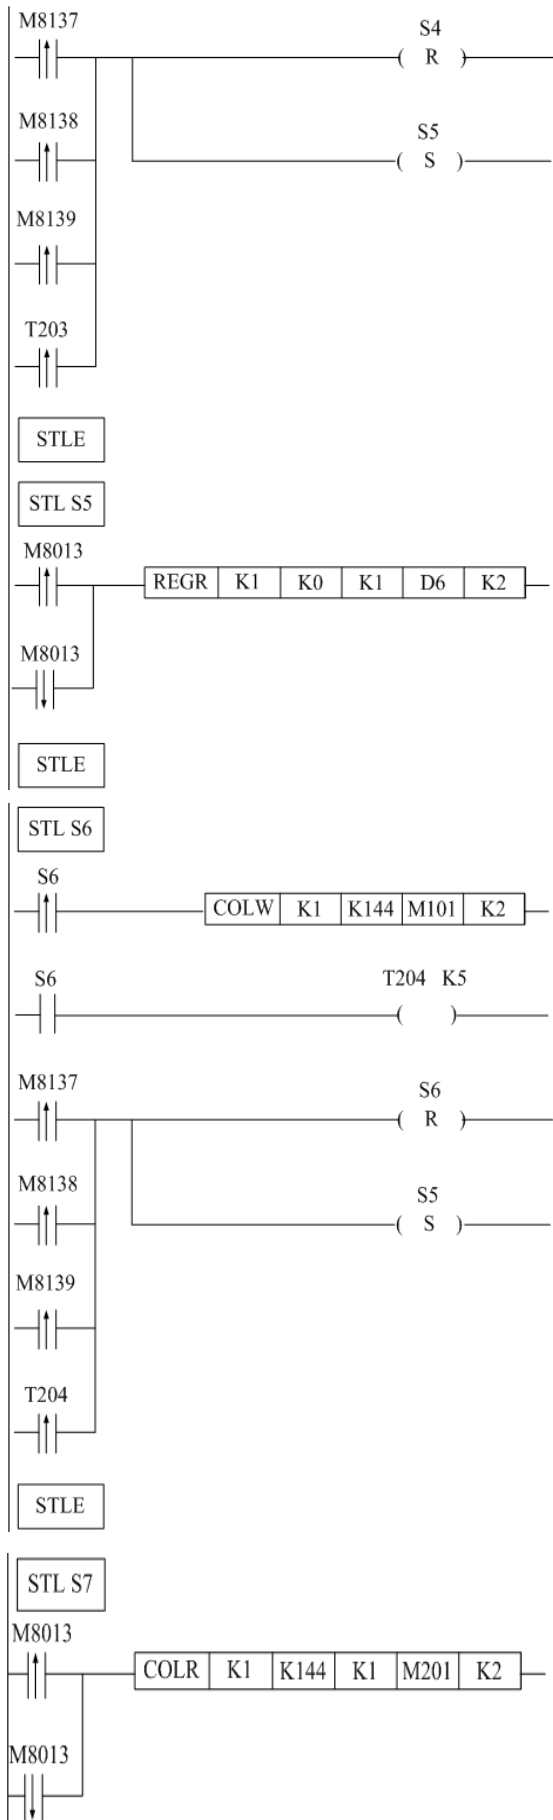 M8137
S4
( R )
M8138
S5
( S )
M8139
T203
STLE
STL S5
M8013
REGR K1 K0 K1 D6 K2
M8013
STLE
STL S6
S6
COLW K1 K144 M101 K2
S6
T204 K5
( )
M8137
S6
( R )
M8138
S5
( S )
M8139
T204
STLE
STL S7
M8013
COLR K1 K144 K1 M201 K2
M8013